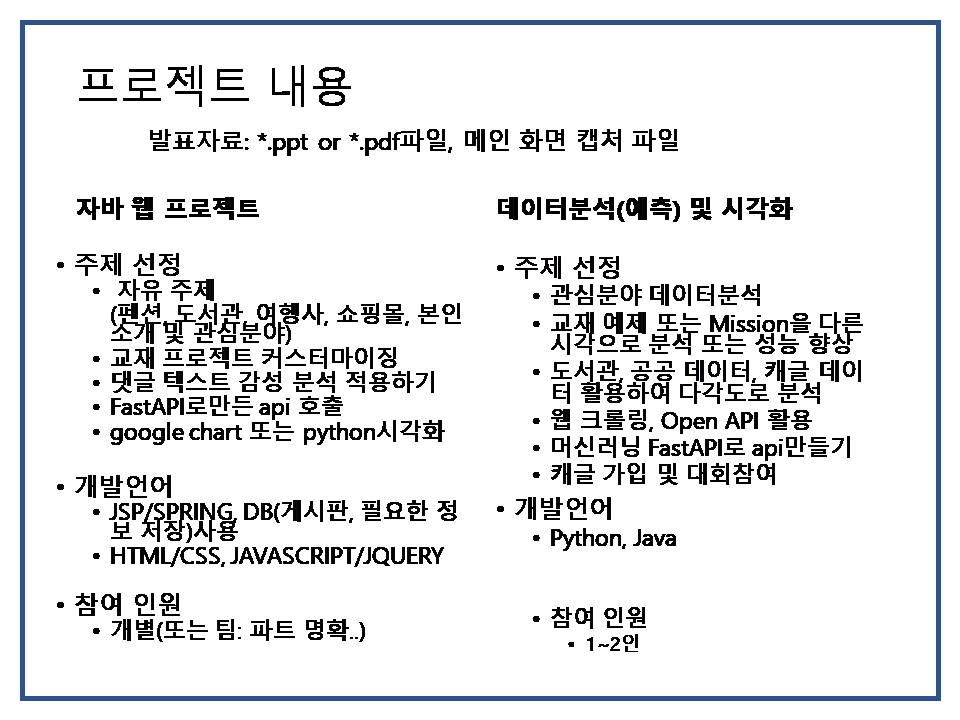 프로젝트 내용
발표자료: *.ppt or *.pdf파일, 메인 화면 캡처 파일
자바 웹 프로젝트
• 주제 선정
• 자유 주제
(펜션, 도서관, 여행사, 쇼핑몰, 본인
소개 및 관심분야)
• 교재 프로젝트 커스터마이징
• 댓글 텍스트 감성 분석 적용하기
• FastAPI로만든 api 호출
• google chart 또는 python시각화
• 개발언어
• JSP/SPRING, DB(게시판, 필요한 정
보 저장)사용
• HTML/CSS, JAVASCRIPT/JQUERY
• 참여 인원
• 개별(또는 팀: 파트 명확..)
데이터분석(예측) 및 시각화
• 주제 선정
• 관심분야 데이터분석
• 교재 예제 또는 Mission을 다른
시각으로 분석 또는 성능 향상
• 도서관, 공공 데이터, 캐글 데이
터 활용하여 다각도로 분석
• 웹 크롤링, Open API 활용
• 머신러닝 FastAPI로 api만들기
• 캐글 가입 및 대회참여
• 개발언어
• Python, Java
• 참여 인원
• 1~2인